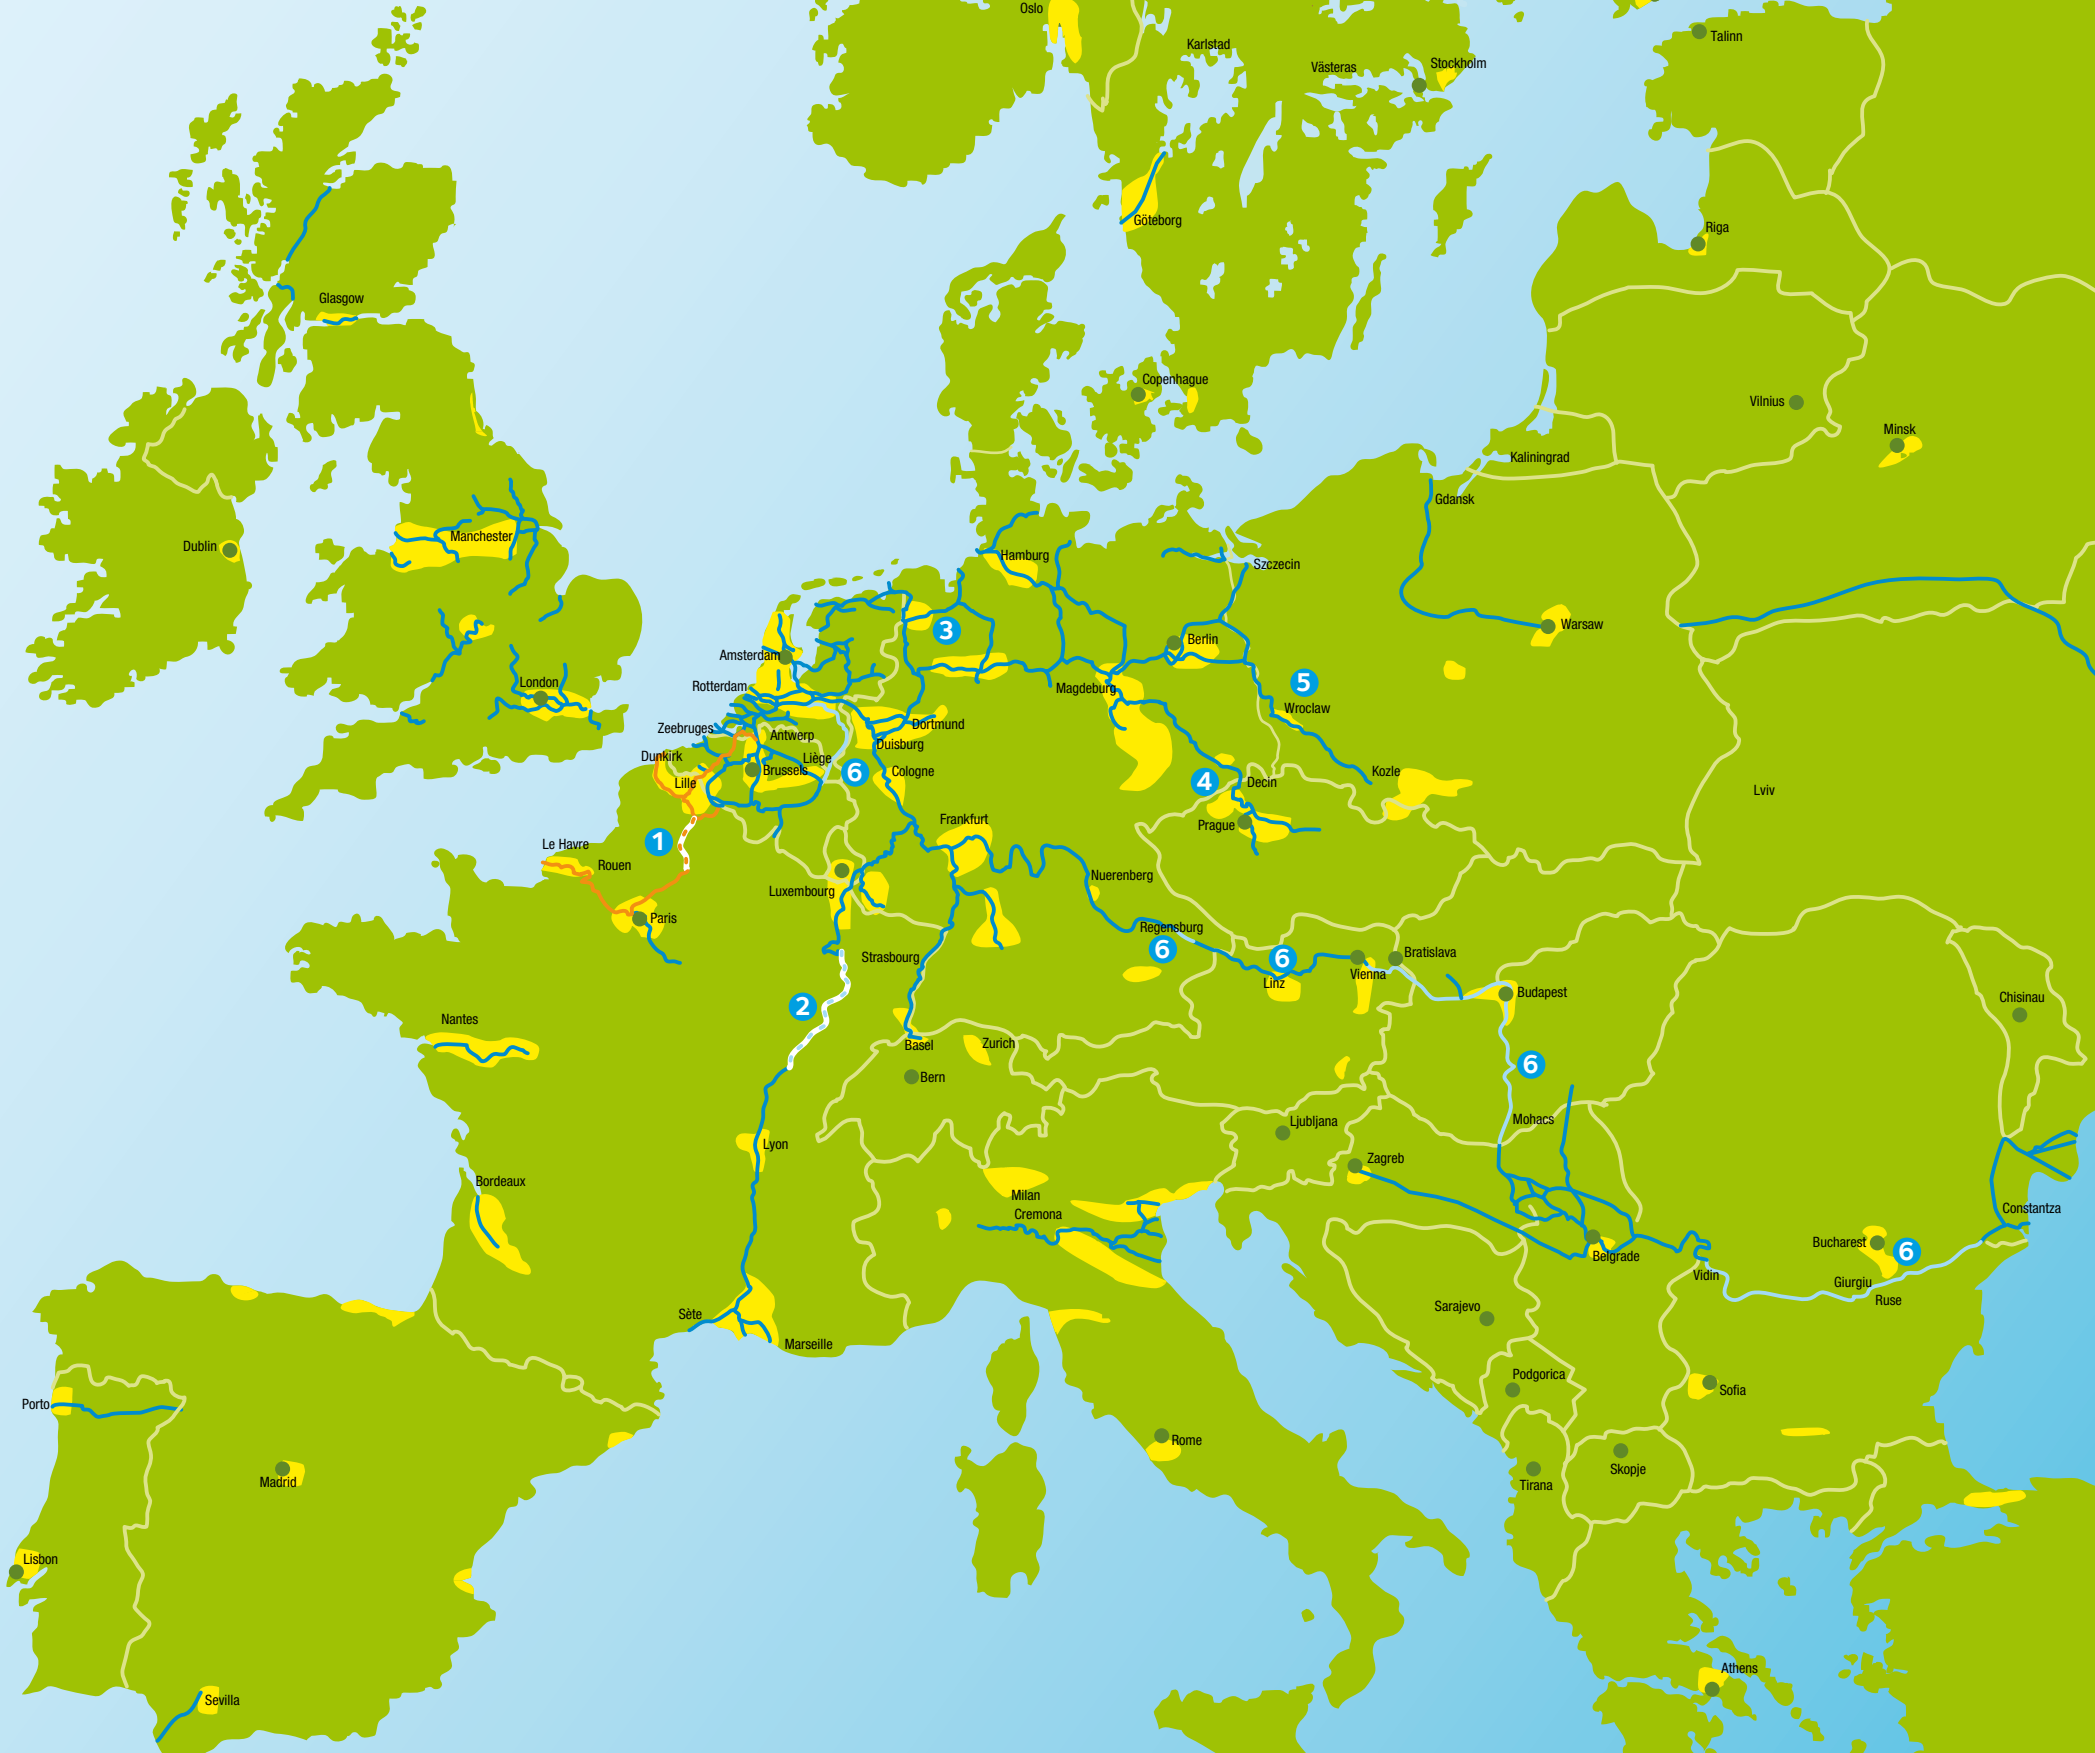 Oslo
Karlstad
Västeras
Stockholm
Talinn
Göteborg
Riga
Glasgow
Copenhague
Vilnius
Minsk
Kaliningrad
Gdansk
Manchester
Dublin
Hamburg
Szczecin
Warsaw
3
Berlin
Amsterdam
London
Rotterdam
Magdeburg
5
Wroclaw
Zeebruges
Antwerp
Dortmund
Duisburg
Dunkirk
Liège
Brussels
6
Cologne
Lille
4
Decin
Kozle
Lviv
Prague
Frankfurt
1
Le Havre
Rouen
Nuerenberg
Luxembourg
Paris
Regensburg
6
6
Strasbourg
Bratislava
Vienna
Linz
Budapest
Chisinau
2
Nantes
Basel
Zurich
Bern
6
Mohacs
Ljubljana
Lyon
Zagreb
Bordeaux
Milan
Cremona
Constantza
Bucharest
6
Belgrade
Vidin
Giurgiu
Ruse
Sarajevo
Sète
Marseille
Podgorica
Sofia
Porto
Rome
Skopje
Madrid
Tirana
Lisbon
Athens
Sevilla